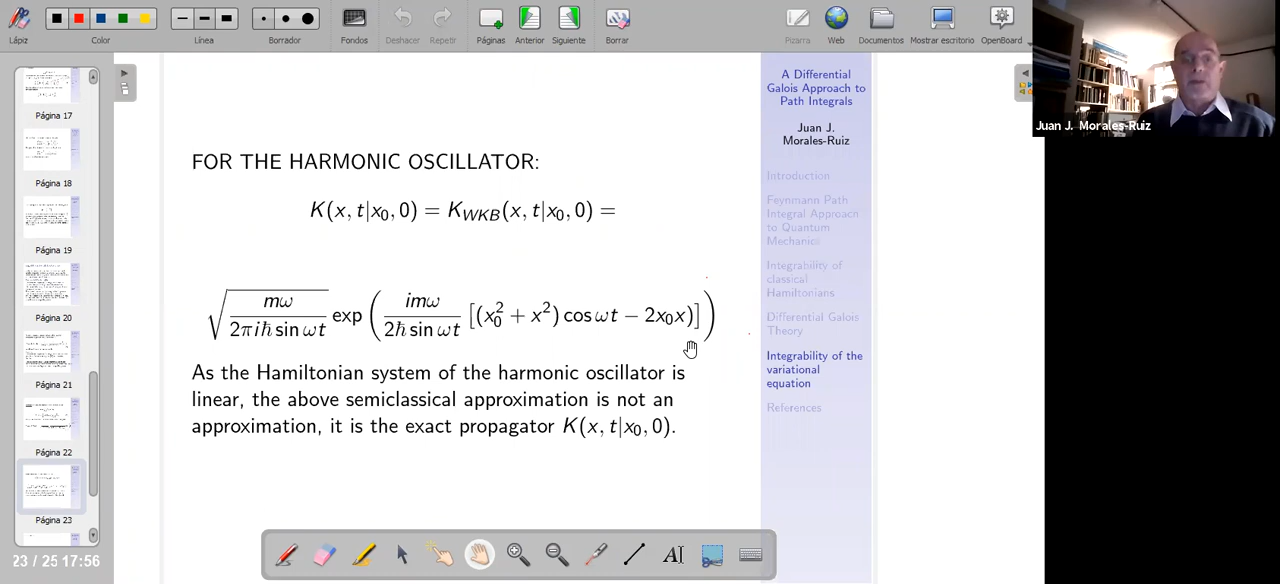 Lápiz
Color
Línea
Borrador
Fondos
Deshacer
Repetir
Páginas
Anterior
Siguiente
Borrar
Pizarra
Web
Documentos
Mostrar escritorio
OpenBoard
Página 17
Página 18
Página 19
Página 20
Página 21
Página 22
Página 23
23 / 25 17:56
FOR THE HARMONIC OSCILLATOR:
K(x, t|x₀, 0) = K_WKB(x, t|x₀, 0) =
√(mω / 2πiℏ sin ωt) exp ( imω / 2ℏ sin ωt [(x₀² + x²) cos ωt − 2x₀x)] )
As the Hamiltonian system of the harmonic oscillator is
linear, the above semiclassical approximation is not an
approximation, it is the exact propagator K(x, t|x₀, 0).
A Differential
Galois Approach to
Path Integrals
Juan J.
Morales-Ruiz
Introduction
Feynmann Path
Integral Approach
to Quantum
Mechanics
Integrability of
classical
Hamiltonians
Differential Galois
Theory
Integrability of the
variational
equation
References
Juan J. Morales-Ruiz
AI